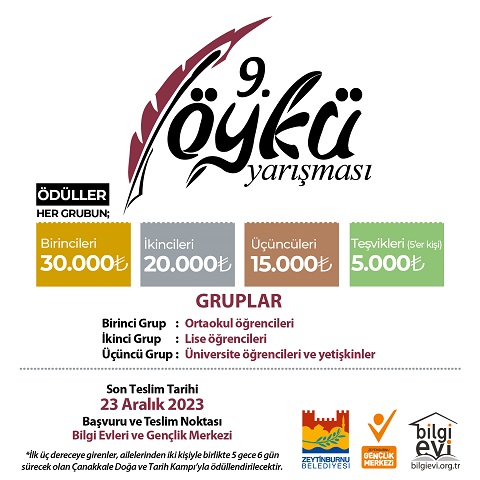 9.
öykü
yarışması
ÖDÜLLER
HER GRUBUN;
Birincileri
30.000₺
İkincileri
20.000₺
Üçüncüleri
15.000₺
Teşvikleri (5'er kişi)
5.000₺
GRUPLAR
Birinci Grup : Ortaokul öğrencileri
İkinci Grup : Lise öğrencileri
Üçüncü Grup : Üniversite öğrencileri ve yetişkinler
Son Teslim Tarihi
23 Aralık 2023
Başvuru ve Teslim Noktası
Bilgi Evleri ve Gençlik Merkezi
*İlk üç dereceye girenler, ailelerinden iki kişiyle birlikte 5 gece 6 gün
sürecek olan Çanakkale Doğa ve Tarih Kampı'yla ödüllendirilecektir.
ZEYTİNBURNU
BELEDİYESİ
ZEYTİNBURNU
GENÇLİK
MERKEZİ
bilgi
evi
bilgievi.org.tr